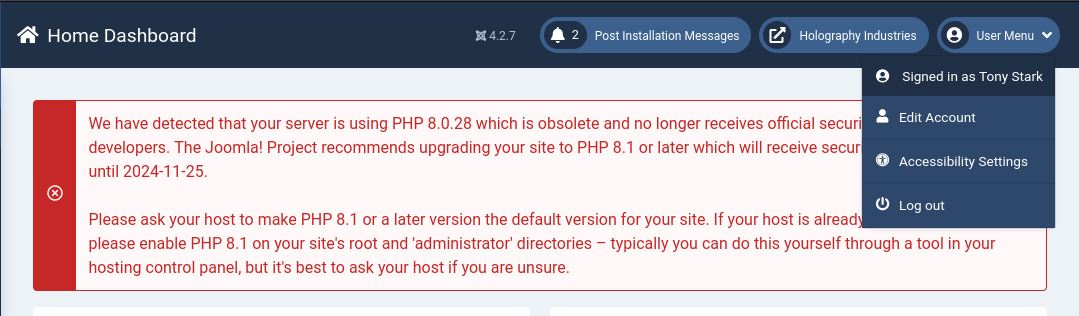 Home Dashboard
4.2.7
2 Post Installation Messages
Holography Industries
User Menu
Signed in as Tony Stark
Edit Account
Accessibility Settings
Log out
We have detected that your server is using PHP 8.0.28 which is obsolete and no longer receives official
developers. The Joomla! Project recommends upgrading your site to PHP 8.1 or later which will receive
until 2024-11-25.
Please ask your host to make PHP 8.1 or a later version the default version for your site. If your host is already
please enable PHP 8.1 on your site's root and 'administrator' directories – typically you can do this yourself through a tool in your
hosting control panel, but it's best to ask your host if you are unsure.